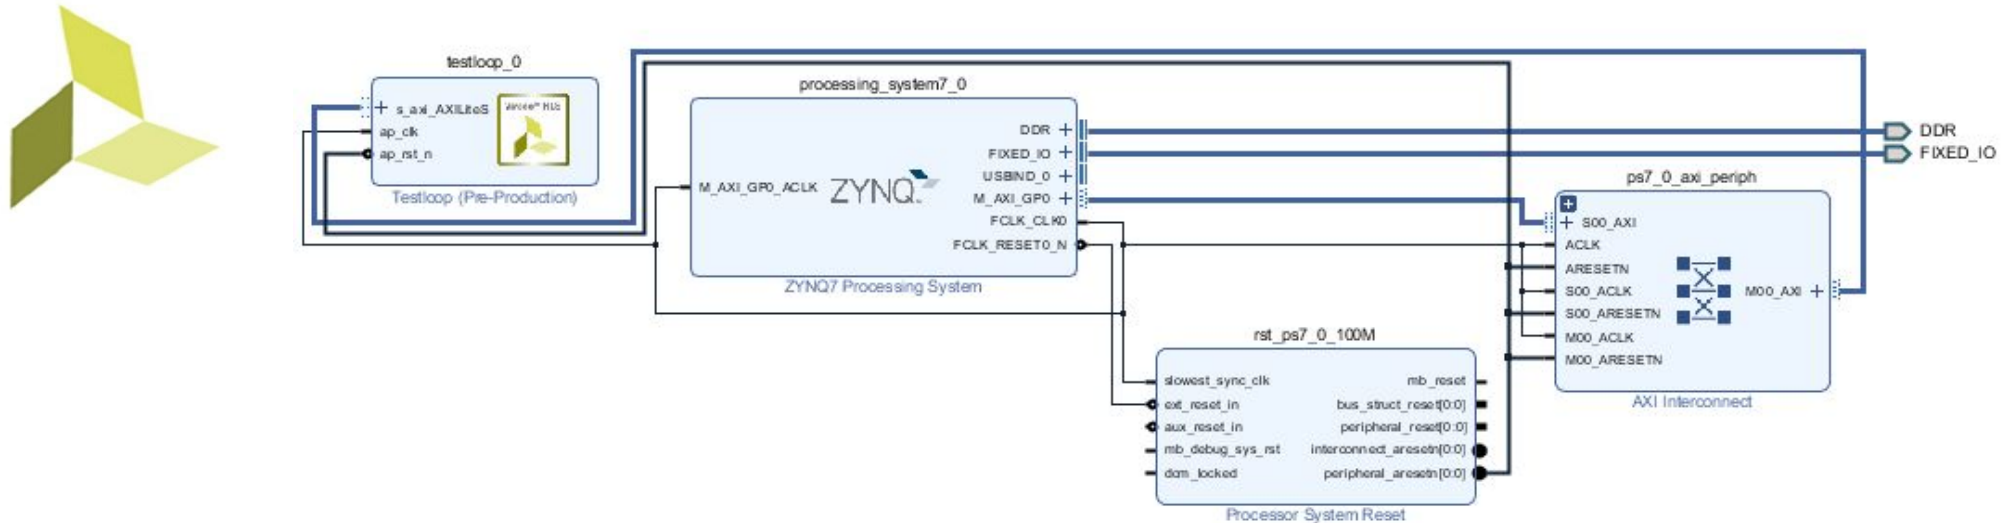 testloop_0
s_axi_AXILiteS
ap_clk
ap_rst_n
Testloop (Pre-Production)
processing_system7_0
DDR
FIXED_IO
USBIND_0
M_AXI_GP0
FCLK_CLK0
FCLK_RESET0_N
M_AXI_GP0_ACLK
ZYNQ
ZYNQ7 Processing System
DDR
FIXED_IO
ps7_0_axi_periph
S00_AXI
ACLK
ARESETN
S00_ACLK
S00_ARESETN
M00_ACLK
M00_ARESETN
M00_AXI
AXI Interconnect
rst_ps7_0_100M
slowest_sync_clk
ext_reset_in
aux_reset_in
mb_debug_sys_rst
dcm_locked
mb_reset
bus_struct_reset[0:0]
peripheral_reset[0:0]
interconnect_aresetn[0:0]
peripheral_aresetn[0:0]
Processor System Reset